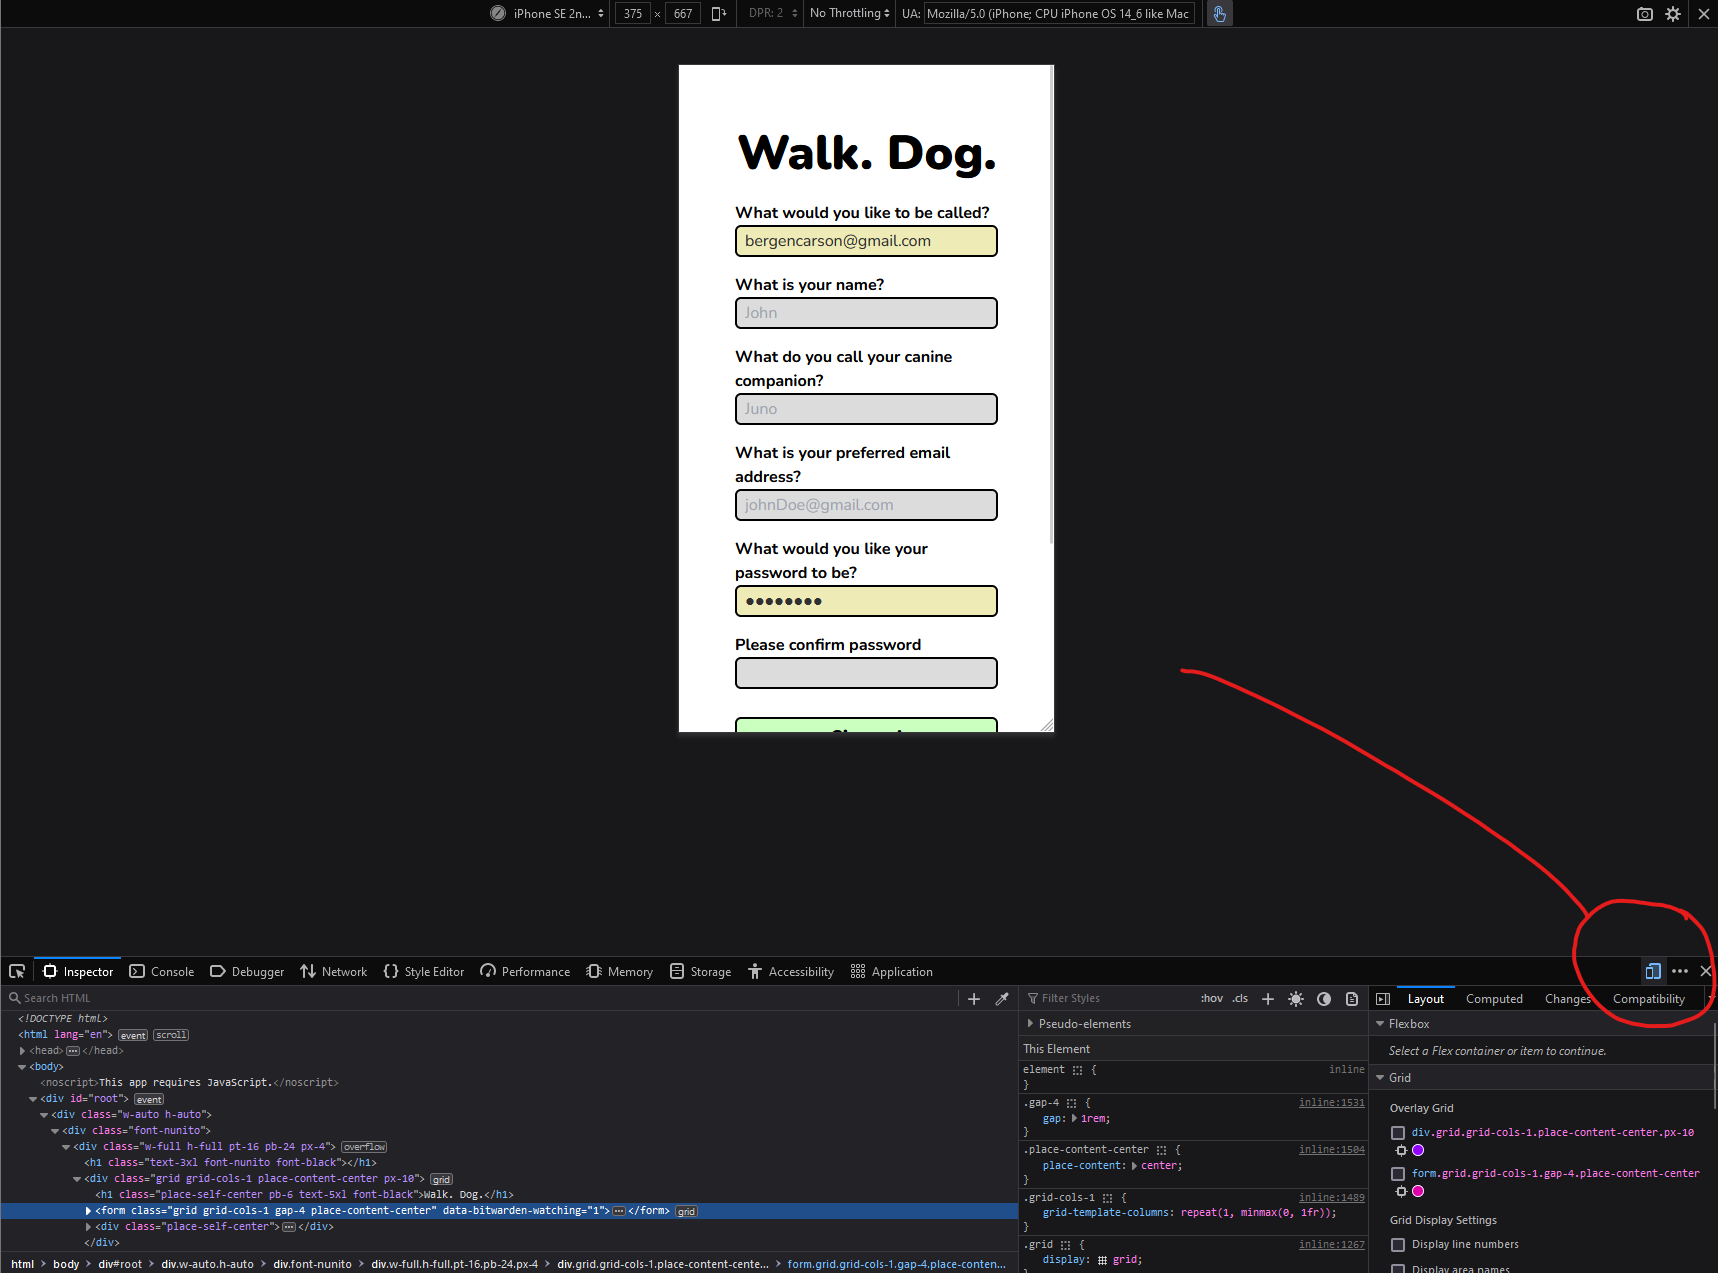 iPhone SE 2n... 375 × 667 DPR: 2 No Throttling UA: Mozilla/5.0 (iPhone; CPU iPhone OS 14_6 like Mac
Walk. Dog.
What would you like to be called?
bergencarson@gmail.com
What is your name?
John
What do you call your canine
companion?
Juno
What is your preferred email
address?
johnDoe@gmail.com
What would you like your
password to be?
●●●●●●●●
Please confirm password
Inspector Console Debugger Network Style Editor Performance Memory Storage Accessibility Application
Search HTML
<!DOCTYPE html>
<html lang="en"> event scroll
<head> ··· </head>
<body>
<noscript>This app requires JavaScript.</noscript>
<div id="root"> event
<div class="w-auto h-auto">
<div class="font-nunito">
<div class="w-full h-full pt-16 pb-24 px-4"> overflow
<h1 class="text-3xl font-nunito font-black"></h1>
<div class="grid grid-cols-1 place-content-center px-10"> grid
<h1 class="place-self-center pb-6 text-5xl font-black">Walk. Dog.</h1>
<form class="grid grid-cols-1 gap-4 place-content-center" data-bitwarden-watching="1"> ··· </form> grid
<div class="place-self-center"> ··· </div>
</div>
html > body > div#root > div.w-auto.h-auto > div.font-nunito > div.w-full.h-full.pt-16.pb-24.px-4 > div.grid.grid-cols-1.place-content-cente... > form.grid.grid-cols-1.gap-4.place-conten...
Filter Styles :hov .cls
Pseudo-elements
This Element
element { inline
}
.gap-4 { inline:1531
gap: 1rem;
}
.place-content-center { inline:1504
place-content: center;
}
.grid-cols-1 { inline:1489
grid-template-columns: repeat(1, minmax(0, 1fr));
}
.grid { inline:1267
display: grid;
Layout Computed Changes Compatibility
Flexbox
Select a Flex container or item to continue.
Grid
Overlay Grid
div.grid.grid-cols-1.place-content-center.px-10
form.grid.grid-cols-1.gap-4.place-content-center
Grid Display Settings
Display line numbers
Display area names